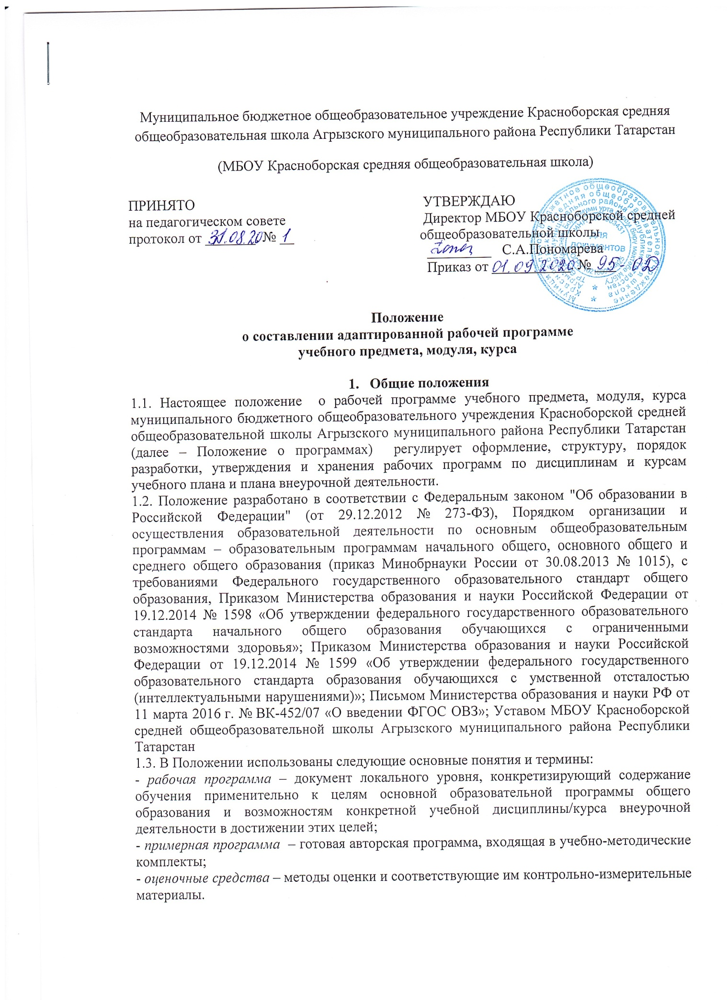 Муниципальное бюджетное общеобразовательное учреждение Красноборская средняя
общеобразовательная школа Агрызского муниципального района Республики Татарстан
(МБОУ Красноборская средняя общеобразовательная школа)
ПРИНЯТО
на педагогическом совете
протокол от 31.08.20 № 1
УТВЕРЖДАЮ
Директор МБОУ Красноборской средней
общеобразовательной школы
С.А.Пономарева
Приказ от 01.09.2020 № 95-ОД
для
документов
Положение
о составлении адаптированной рабочей программе
учебного предмета, модуля, курса
1. Общие положения
1.1. Настоящее положение о рабочей программе учебного предмета, модуля, курса
муниципального бюджетного общеобразовательного учреждения Красноборской средней
общеобразовательной школы Агрызского муниципального района Республики Татарстан
(далее – Положение о программах) регулирует оформление, структуру, порядок
разработки, утверждения и хранения рабочих программ по дисциплинам и курсам
учебного плана и плана внеурочной деятельности.
1.2. Положение разработано в соответствии с Федеральным законом "Об образовании в
Российской Федерации" (от 29.12.2012 № 273-ФЗ), Порядком организации и
осуществления образовательной деятельности по основным общеобразовательным
программам – образовательным программам начального общего, основного общего и
среднего общего образования (приказ Минобрнауки России от 30.08.2013 № 1015), с
требованиями Федерального государственного образовательного стандарт общего
образования, Приказом Министерства образования и науки Российской Федерации от
19.12.2014 № 1598 «Об утверждении федерального государственного образовательного
стандарта начального общего образования обучающихся с ограниченными
возможностями здоровья»; Приказом Министерства образования и науки Российской
Федерации от 19.12.2014 № 1599 «Об утверждении федерального государственного
образовательного стандарта образования обучающихся с умственной отсталостью
(интеллектуальными нарушениями)»; Письмом Министерства образования и науки РФ от
11 марта 2016 г. № ВК-452/07 «О введении ФГОС ОВЗ»; Уставом МБОУ Красноборской
средней общеобразовательной школы Агрызского муниципального района Республики
Татарстан
1.3. В Положении использованы следующие основные понятия и термины:
- рабочая программа – документ локального уровня, конкретизирующий содержание
обучения применительно к целям основной образовательной программы общего
образования и возможностям конкретной учебной дисциплины/курса внеурочной
деятельности в достижении этих целей;
- примерная программа – готовая авторская программа, входящая в учебно-методические
комплекты;
- оценочные средства – методы оценки и соответствующие им контрольно-измерительные
материалы.